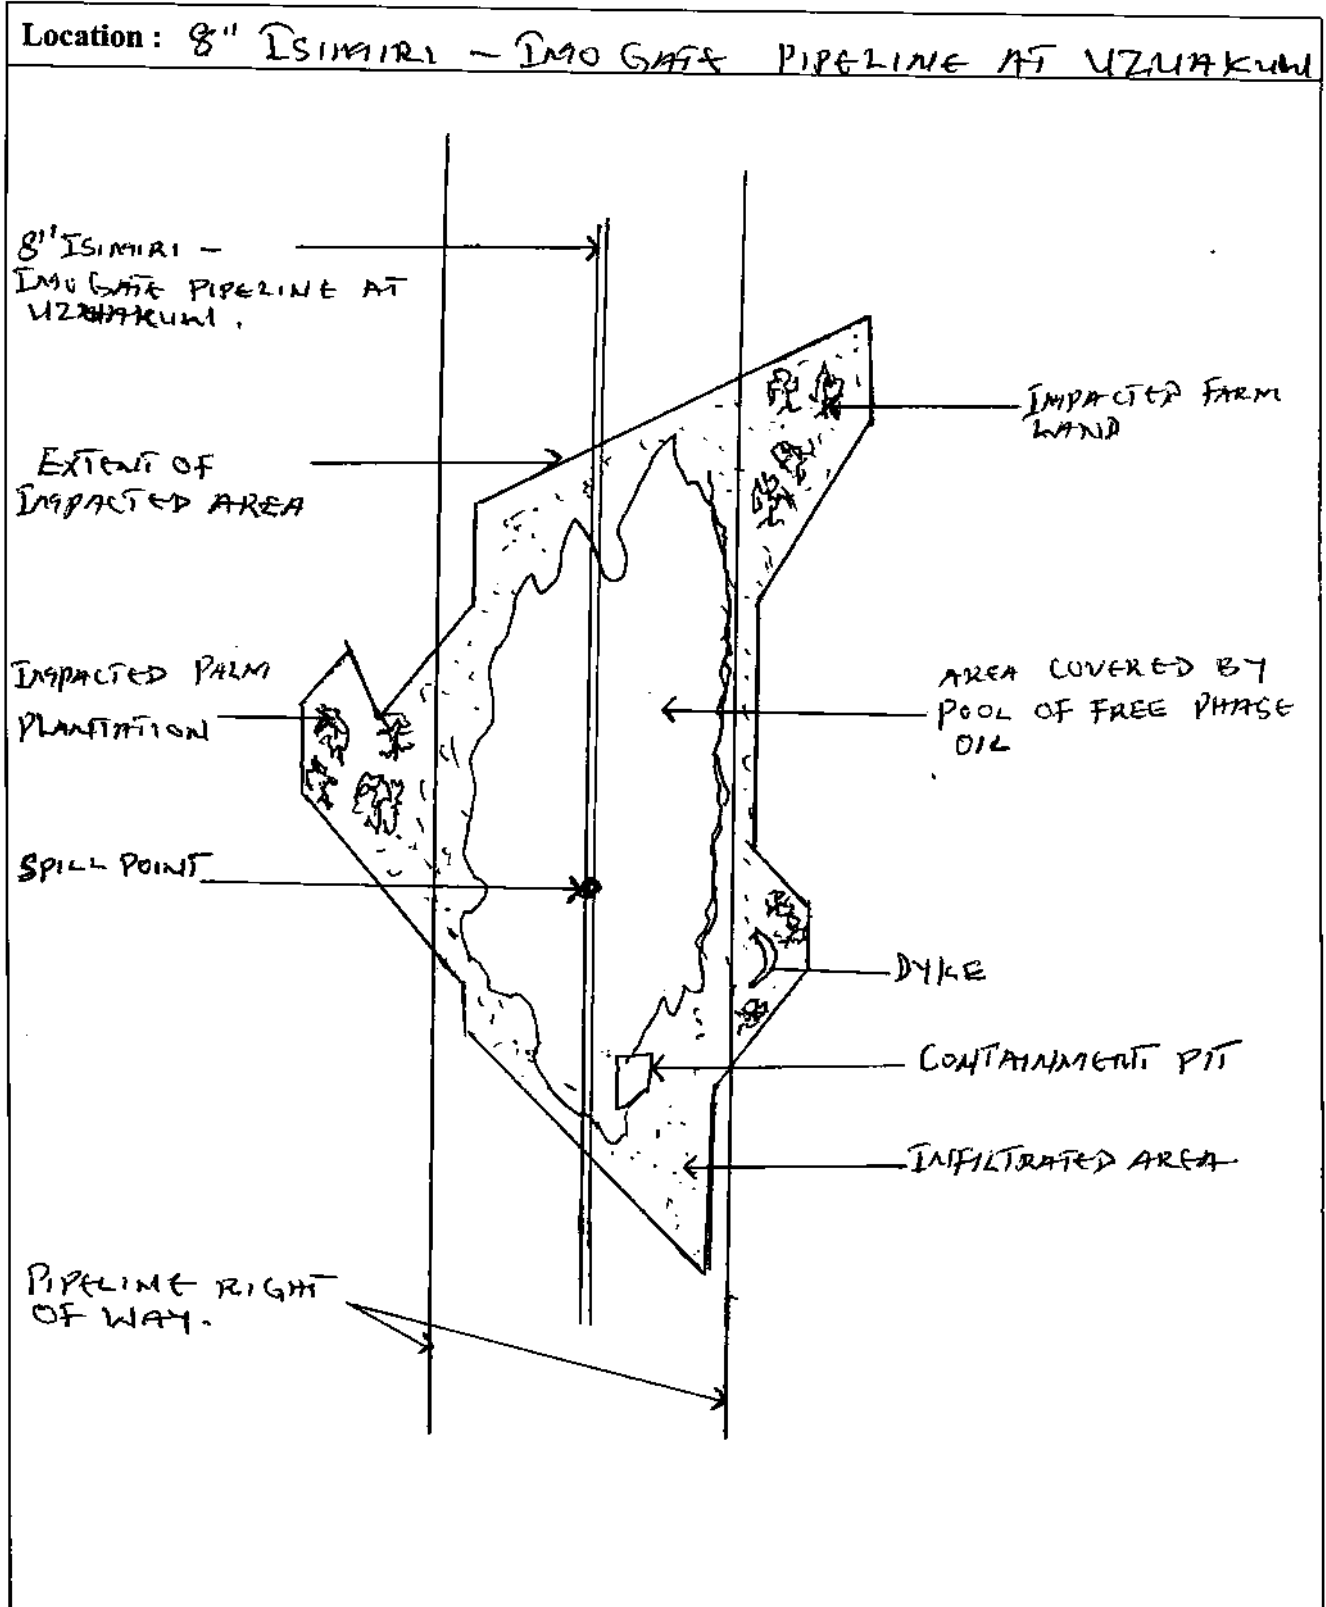 Location : 8" ISIMIRI – IMO GATE PIPELINE AT UZUAKUWI
8" ISIMIRI –
IMO GATE PIPELINE AT
EXTENT OF
IMPACTED AREA
IMPACTED FARM
LAND
IMPACTED PALM
PLANTATION
AREA COVERED BY
POOL OF FREE PHASE
OIL
SPILL POINT
DYKE
CONTAINMENT PIT
INFILTRATED AREA
PIPELINE RIGHT
OF WAY.